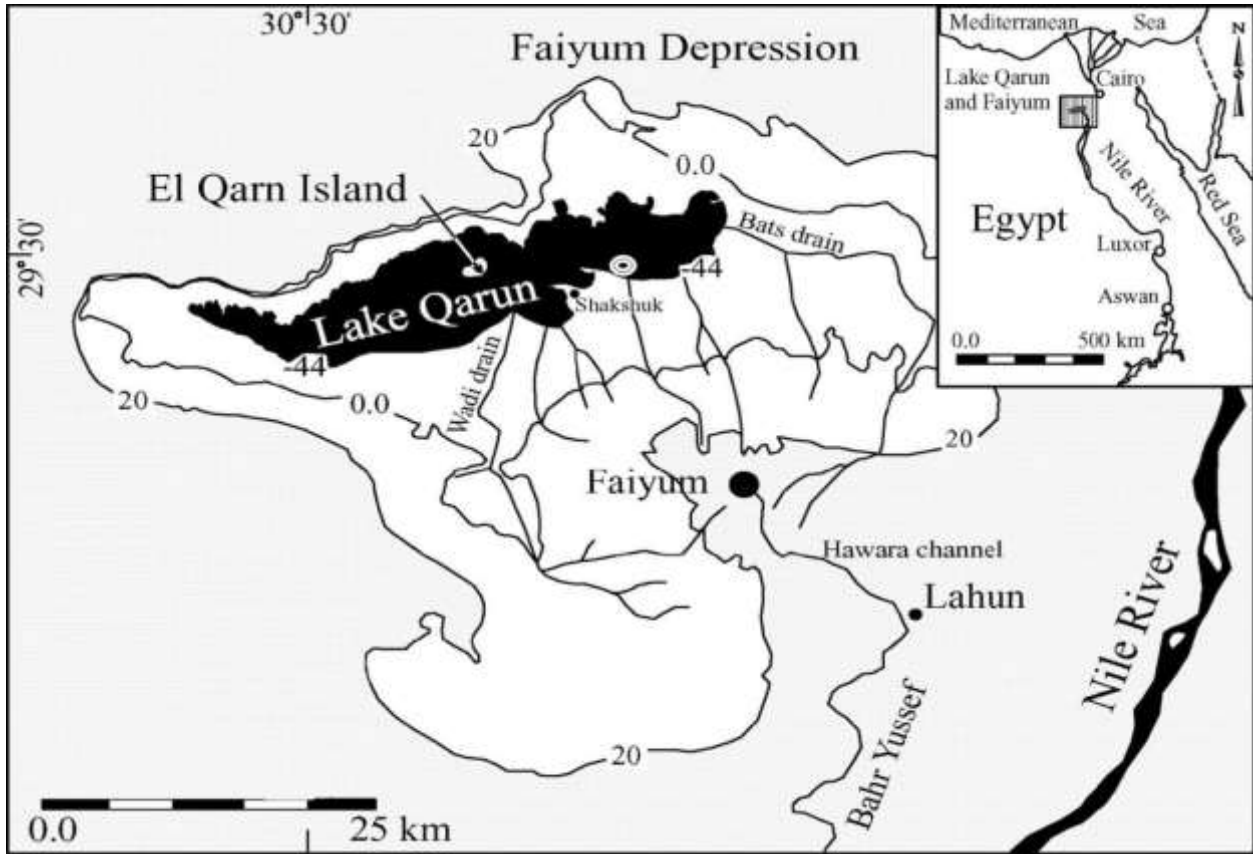 30°30'
Faiyum Depression
Mediterranean Sea
N
Cairo
Lake Qarun
and Faiyum
Nile River
Red Sea
Egypt
Luxor
Aswan
0.0 500 km
20
0.0
El Qarn Island
Bats drain
29°30'
-44
Lake Qarun
Shakshuk
-44
Wadi drain
20
0.0
20
Faiyum
Hawara channel
Lahun
Nile River
Bahr Yussef
20
0.0 25 km